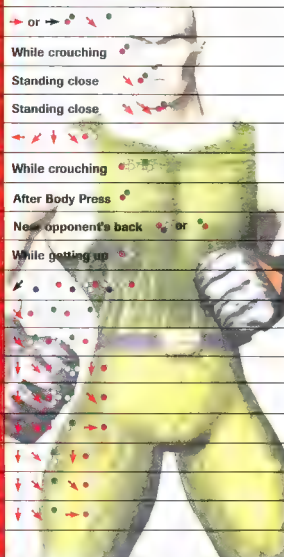 or
While crouching
Standing close
Standing close
While crouching
After Body Press
Near opponent's back or
While getting up